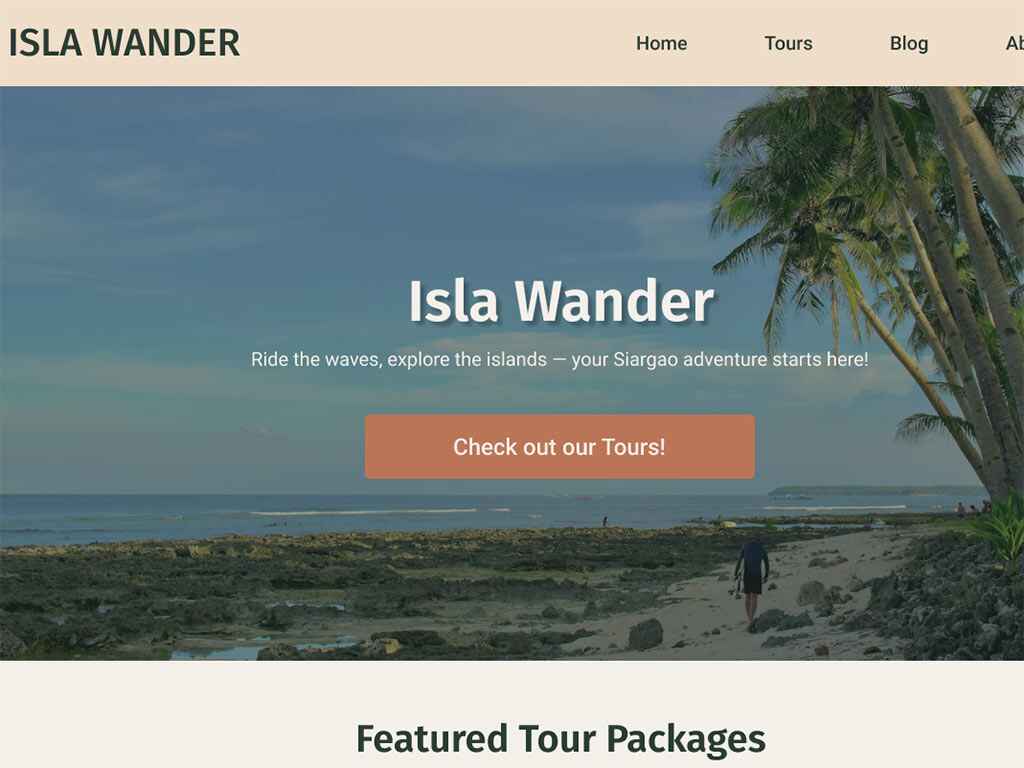 ISLA WANDER
Home
Tours
Blog
Ab
Isla Wander
Ride the waves, explore the islands — your Siargao adventure starts here!
Check out our Tours!
Featured Tour Packages